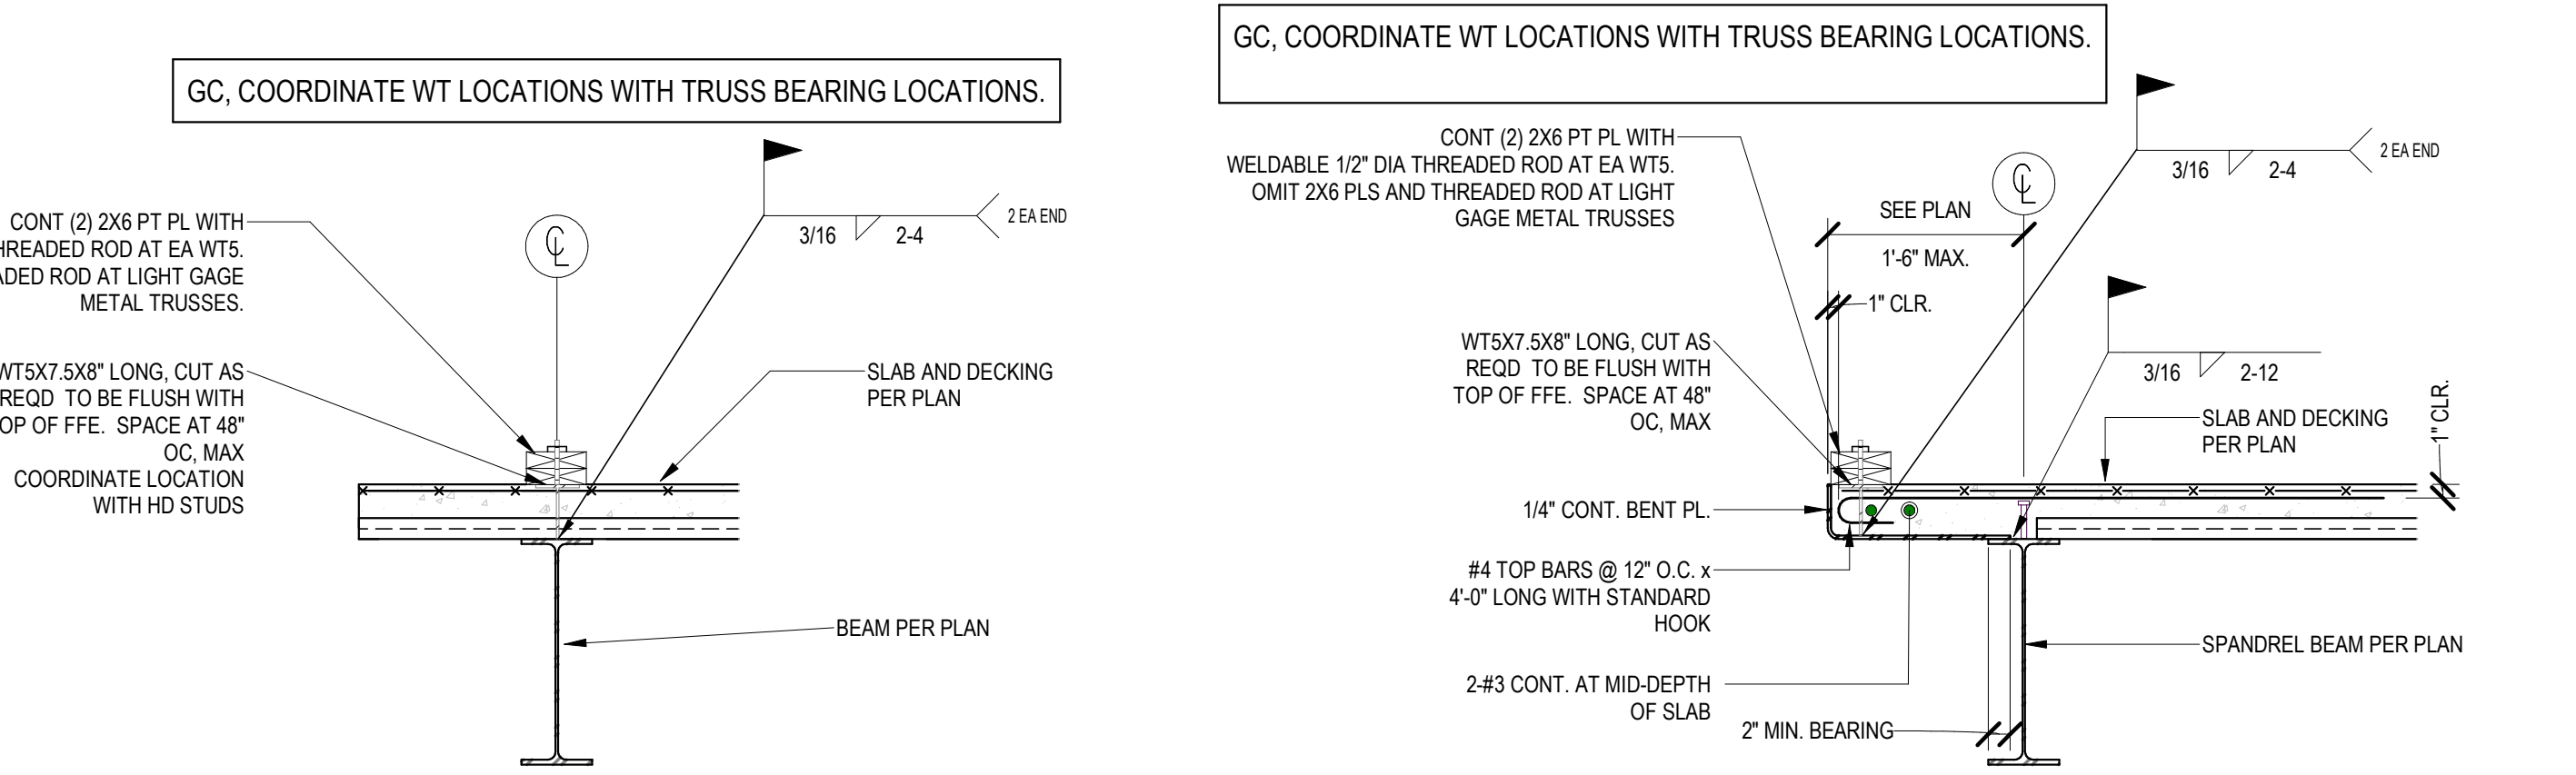 GC, COORDINATE WT LOCATIONS WITH TRUSS BEARING LOCATIONS.
2 EA END
3/16 2-4
CL
CONT (2) 2X6 PT PL WITH
THREADED ROD AT EA WT5.
ROD AT LIGHT GAGE
METAL TRUSSES.
WT5X7.5X8" LONG, CUT AS
REQD TO BE FLUSH WITH
TOP OF FFE. SPACE AT 48"
OC, MAX
COORDINATE LOCATION
WITH HD STUDS
SLAB AND DECKING
PER PLAN
BEAM PER PLAN
GC, COORDINATE WT LOCATIONS WITH TRUSS BEARING LOCATIONS.
CONT (2) 2X6 PT PL WITH
WELDABLE 1/2" DIA THREADED ROD AT EA WT5.
OMIT 2X6 PLS AND THREADED ROD AT LIGHT
GAGE METAL TRUSSES
2 EA END
3/16 2-4
CL
SEE PLAN
1'-6" MAX.
1" CLR.
3/16 2-12
WT5X7.5X8" LONG, CUT AS
REQD TO BE FLUSH WITH
TOP OF FFE. SPACE AT 48"
OC, MAX
SLAB AND DECKING
PER PLAN
1" CLR.
1/4" CONT. BENT PL.
#4 TOP BARS @ 12" O.C. x
4'-0" LONG WITH STANDARD
HOOK
2-#3 CONT. AT MID-DEPTH
OF SLAB
2" MIN. BEARING
SPANDREL BEAM PER PLAN